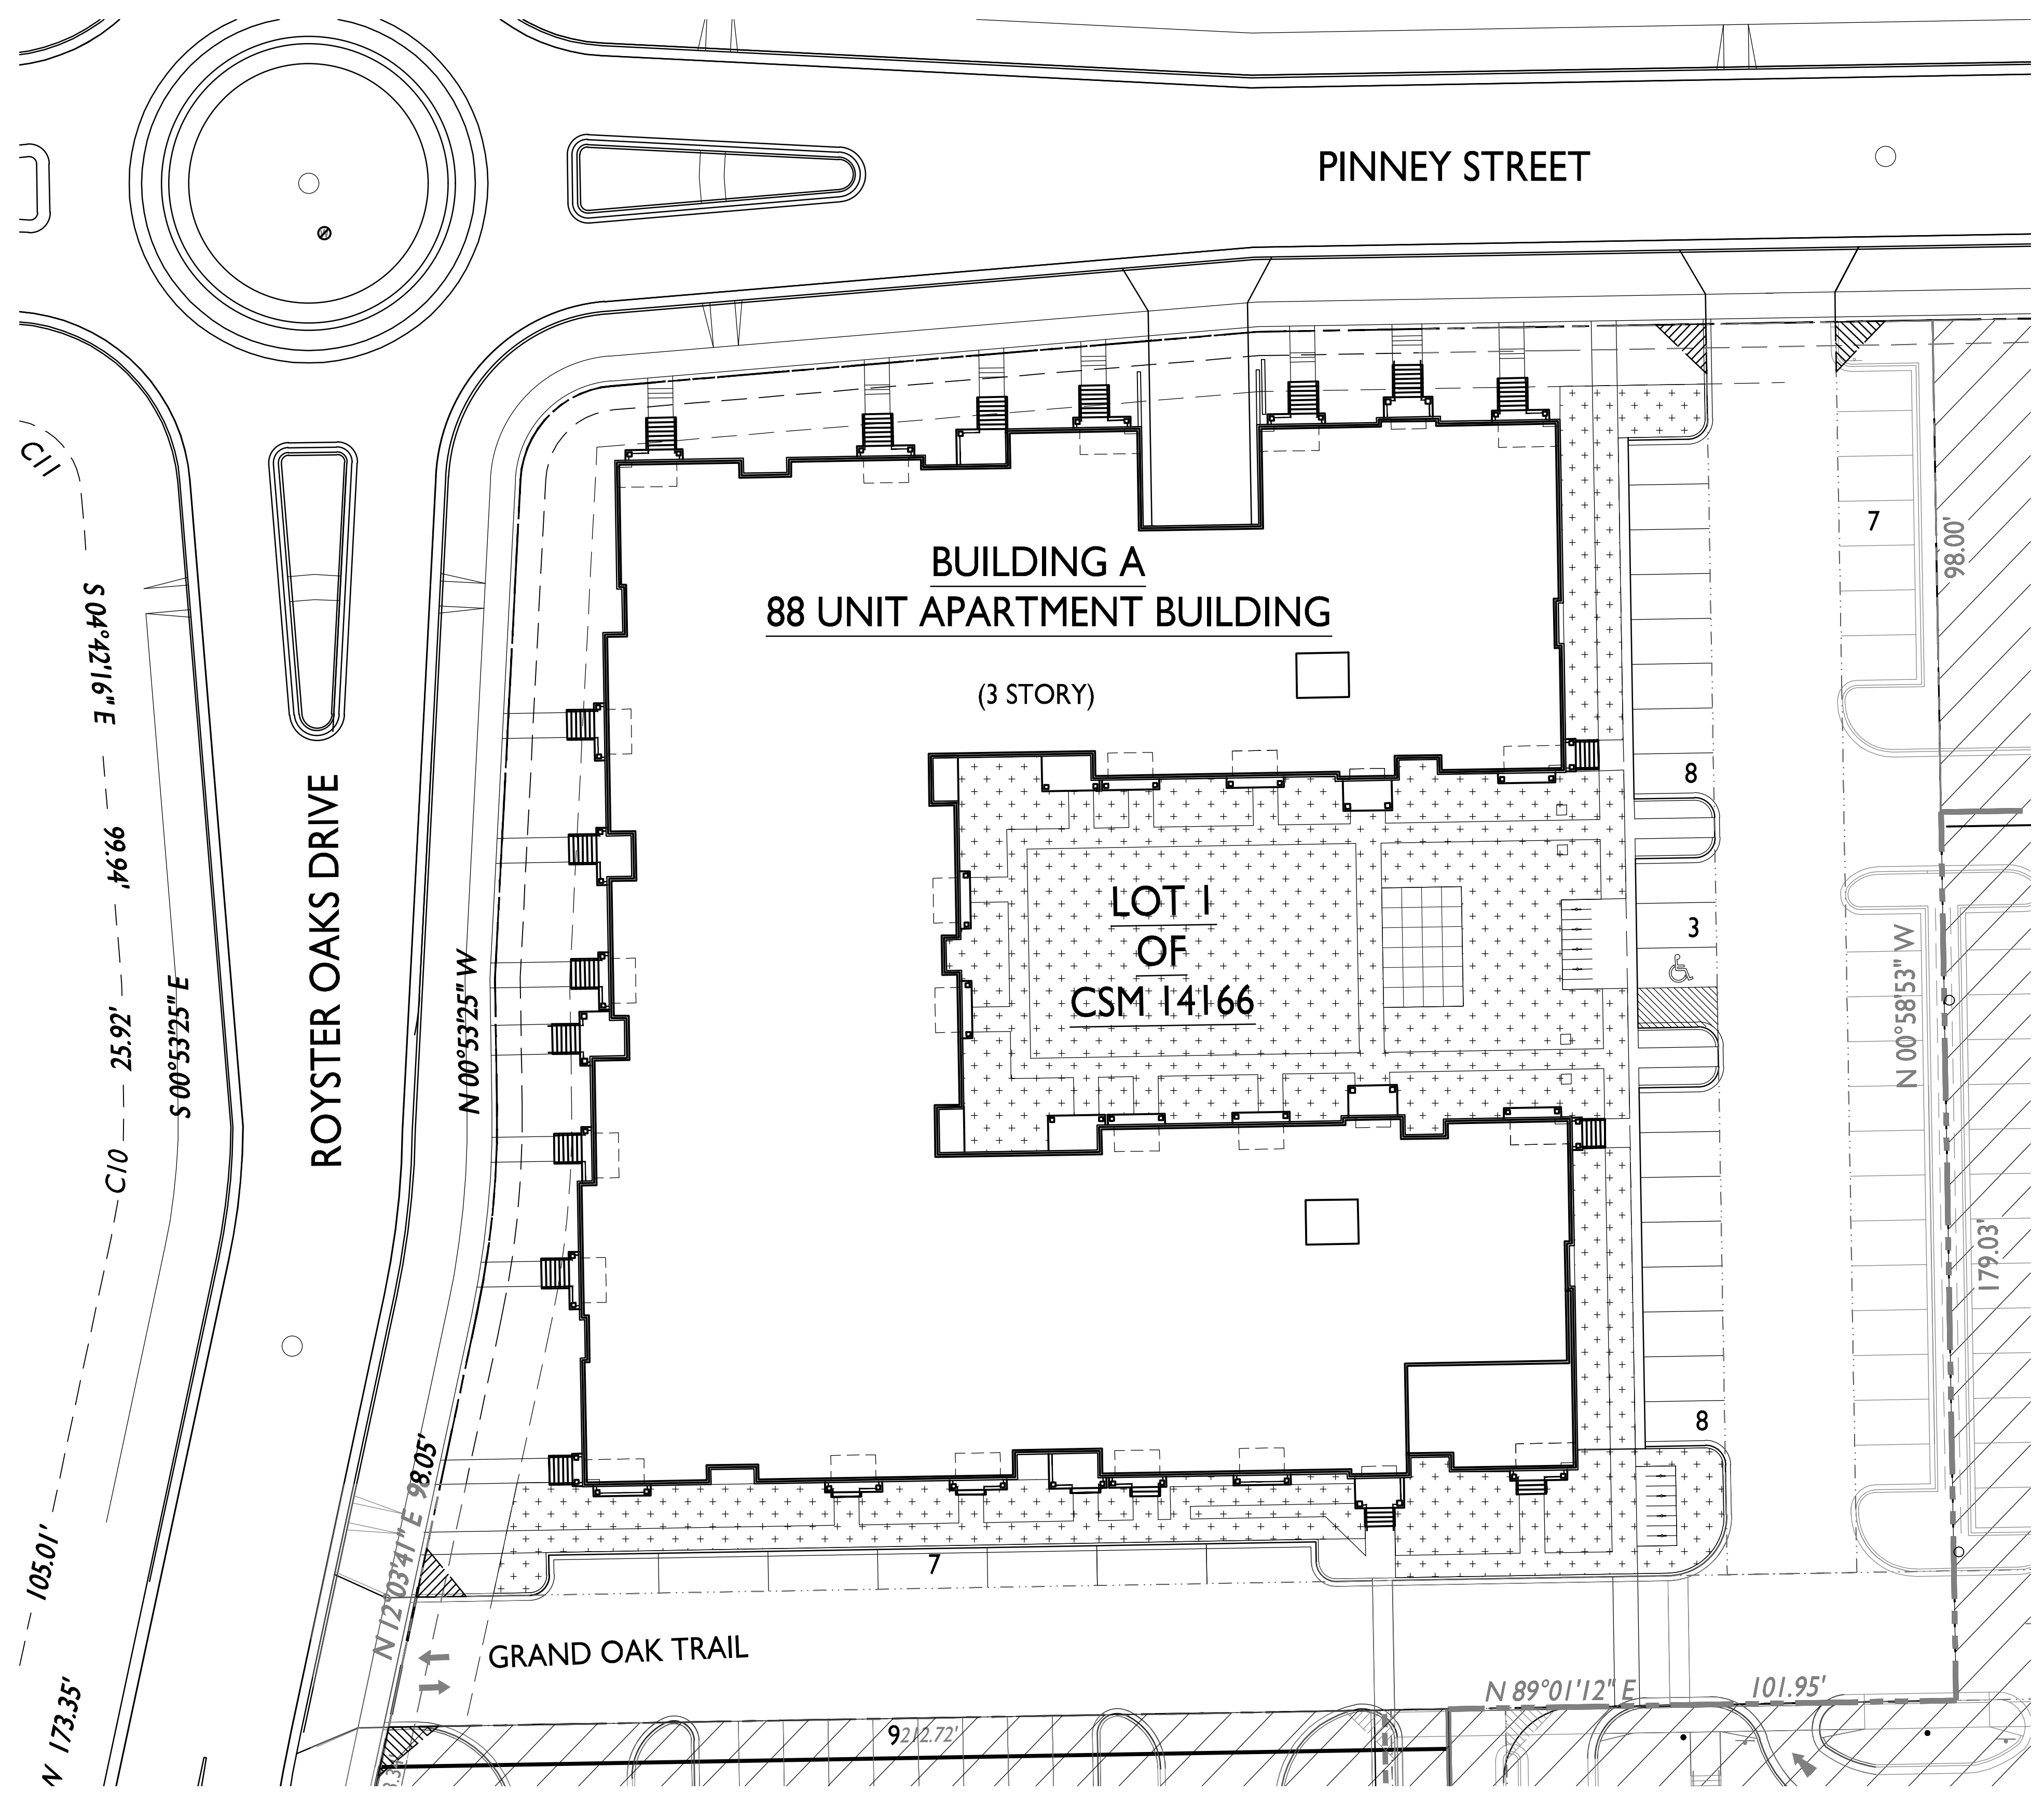 PINNEY STREET
C11
S 04°42'16" E
99.94'
25.92'
C10
S 00°53'25" E
ROYSTER OAKS DRIVE
N 00°53'25" W
BUILDING A
88 UNIT APARTMENT BUILDING
(3 STORY)
LOT 1
OF
CSM 14166
7
98.00'
8
3
N 00°58'53" W
179.03'
8
7
N 12°03'41" E 98.05'
105.01'
N 173.35'
GRAND OAK TRAIL
N 89°01'12" E 101.95'
9
212.72'